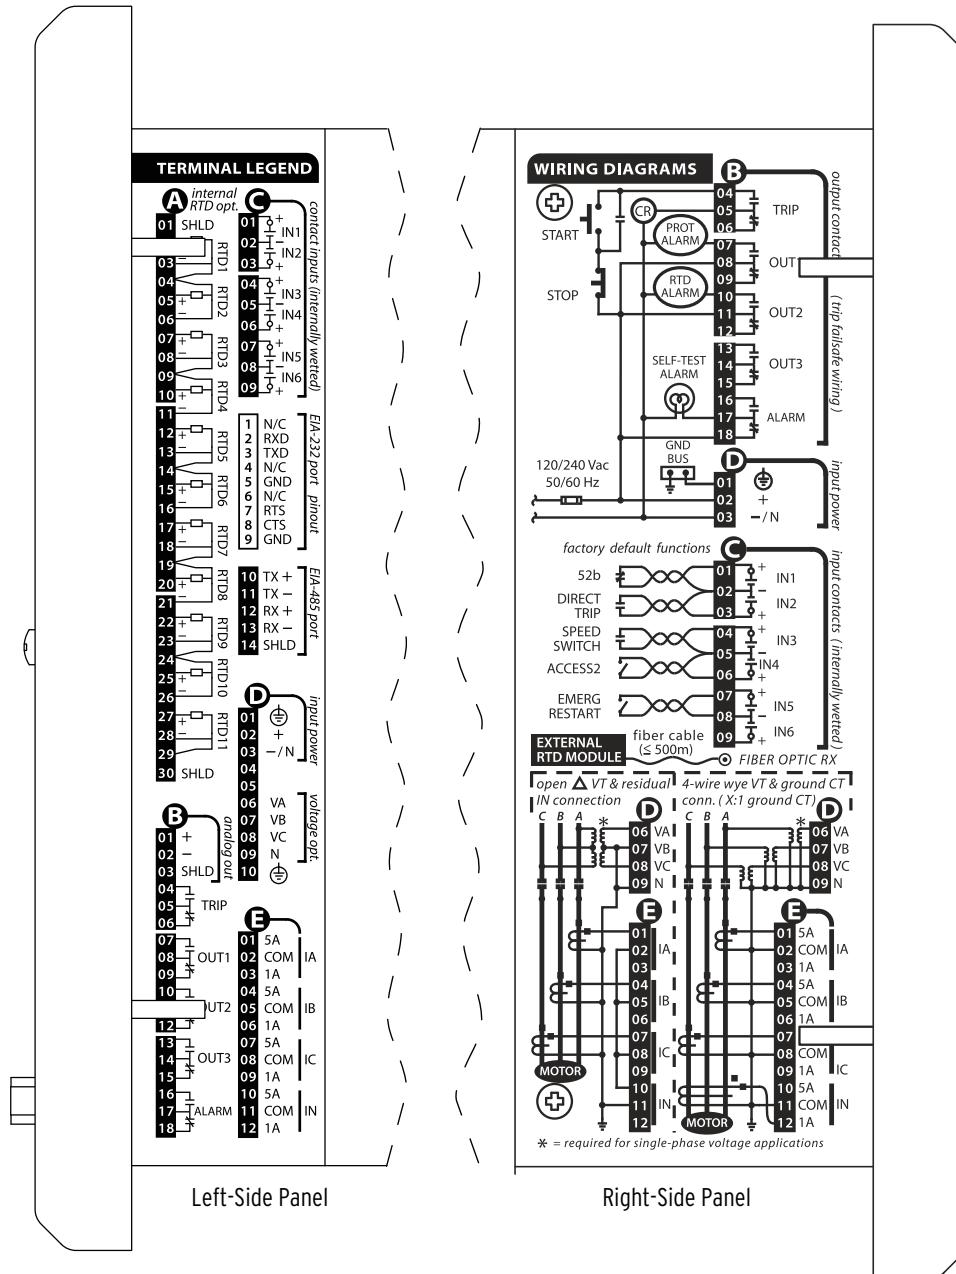 TERMINAL LEGEND
A
internal
RTD opt.
01 SHLD
03
04
05
06
07
08
09
10
11
12
13
14
15
16
17
18
19
20
21
22
23
24
25
26
27
28
29
30 SHLD
+
−
RTD1
RTD2
RTD3
RTD4
RTD5
RTD6
RTD7
RTD8
RTD9
RTD10
RTD11
C
01 +
02 −
03 +
IN1
IN2
04 +
05 −
06 +
IN3
IN4
07 +
08 −
09 +
IN5
IN6
contact inputs (internally wetted)
1 N/C
2 RXD
3 TXD
4 N/C
5 GND
6 N/C
7 RTS
8 CTS
9 GND
EIA-232 port pinout
10 TX +
11 TX −
12 RX +
13 RX −
14 SHLD
EIA-485 port
D
01
02 +
03 −/N
04
05
06 VA
07 VB
08 VC
09 N
10
input power
voltage opt.
B
01 +
02 −
03 SHLD
analog out
04
05 TRIP
06
07
08 OUT1
09
10
12
13
14 OUT3
15
16
17 ALARM
18
E
01 5A
02 COM IA
03 1A
04 5A
05 COM IB
06 1A
07 5A
08 COM IC
09 1A
10 5A
11 COM IN
12 1A
Left-Side Panel
WIRING DIAGRAMS
B
START
STOP
CR
PROT
ALARM
RTD
ALARM
SELF-TEST
ALARM
04
05 TRIP
06
07
08
09
10
11 OUT2
12
13
14 OUT3
15
16
17 ALARM
18
( trip failsafe wiring )
GND
BUS
120/240 Vac
50/60 Hz
D
01
02 +
03 −/N
input power
factory default functions
C
52b
DIRECT
TRIP
SPEED
SWITCH
ACCESS2
EMERG
RESTART
01 +
02 −
03 +
IN1
IN2
04 +
05 −
06 +
IN3
IN4
07 +
08 −
09 +
IN5
IN6
input contacts (internally wetted)
EXTERNAL
RTD MODULE
fiber cable
(≤ 500m)
FIBER OPTIC RX
open Δ VT & residual
IN connection
C B A
*
D
06 VA
07 VB
08 VC
09 N
E
01
02 IA
03
04
05 IB
06
07
08 IC
09
10
11 IN
12
MOTOR
4-wire wye VT & ground CT
conn. ( X:1 ground CT)
C B A
*
D
06 VA
07 VB
08 VC
09 N
E
01 5A
02 COM IA
03 1A
04 5A
05 COM IB
06 1A
07
08 COM
09 1A IC
10 5A
11 COM IN
12 1A
MOTOR
* = required for single-phase voltage applications
Right-Side Panel